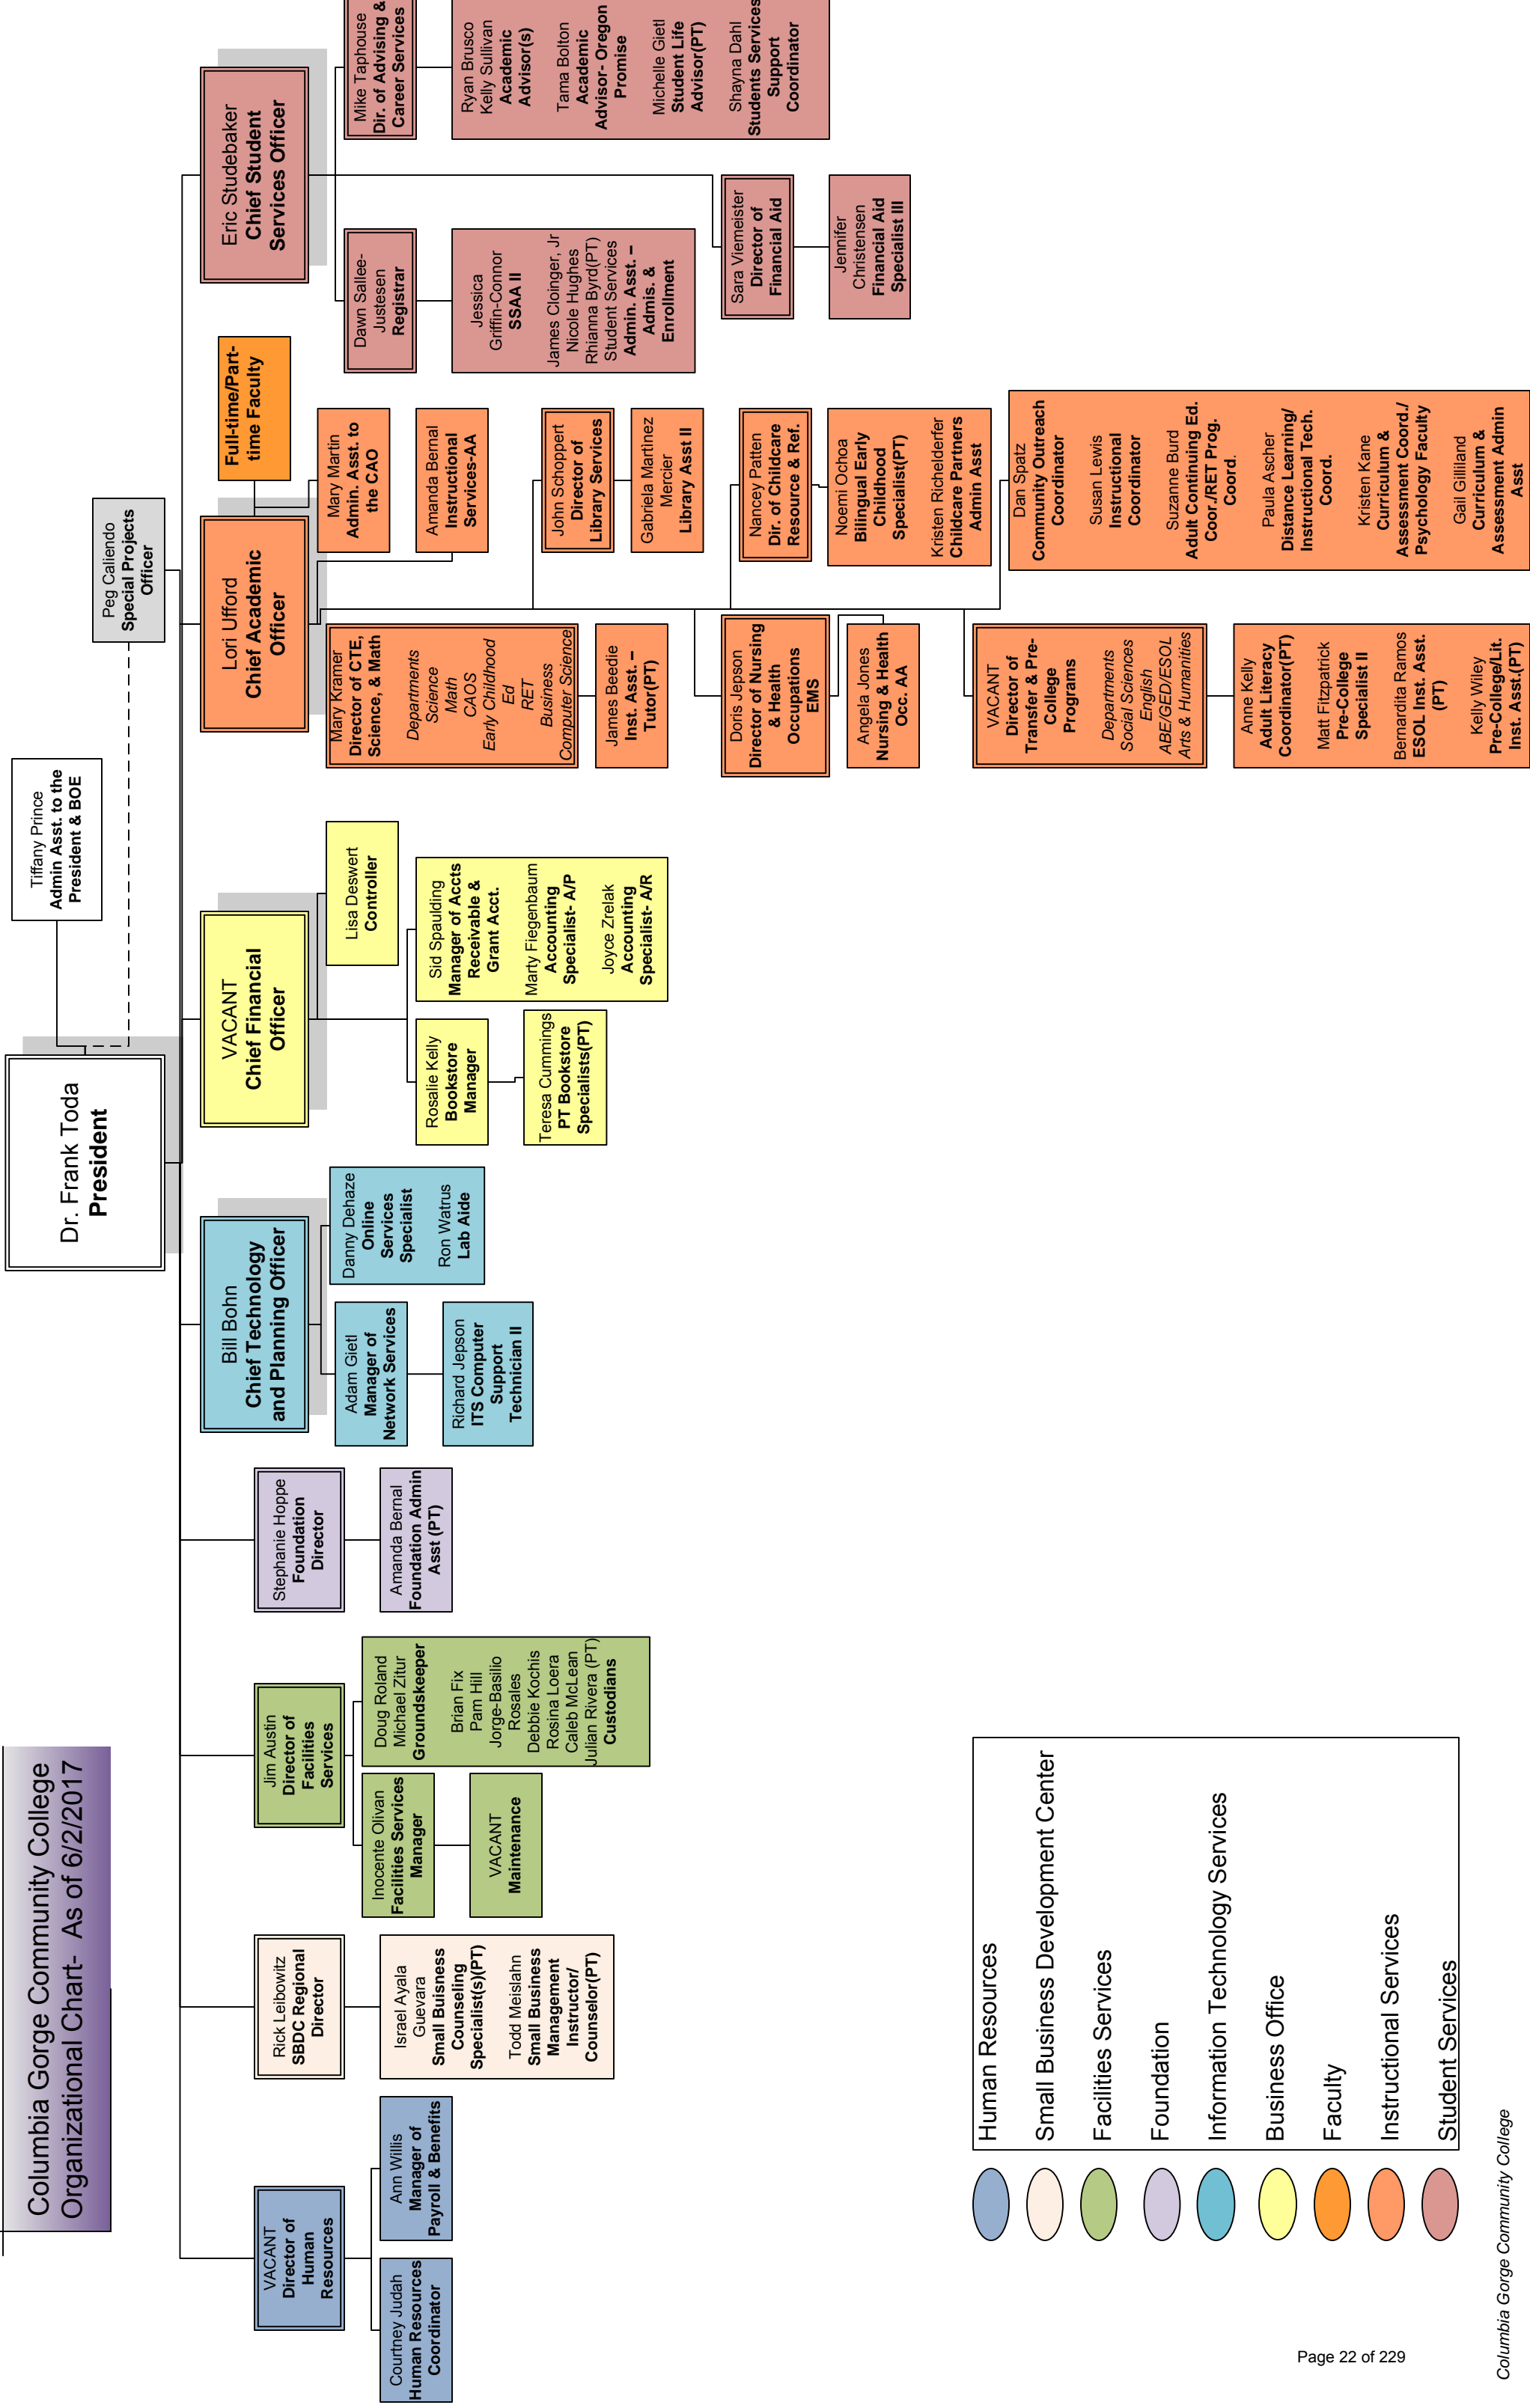 Columbia Gorge Community College
Organizational Chart-  As of 6/2/2017
Dr. Frank Toda
President
Tiffany Prince
Admin Asst. to the
President & BOE
Peg Caliendo
Special Projects
Officer
VACANT
Director of
Human
Resources
Courtney Judah
Human Resources
Coordinator
Ann Willis
Manager of
Payroll & Benefits
Rick Leibowitz
SBDC Regional
Director
Israel Ayala
Guevara
Small Buisness
Counseling
Specialist(s)(PT)
Todd Meislahn
Small Business
Management
Instructor/
Counselor(PT)
Jim Austin
Director of
Facilities
Services
Inocente Olivan
Facilities Services
Manager
VACANT
Maintenance
Doug Roland
Michael Zitur
Groundskeeper
Brian Fix
Pam Hill
Jorge-Basilio
Rosales
Debbie Kochis
Rosina Loera
Caleb McLean
Julian Rivera (PT)
Custodians
Stephanie Hoppe
Foundation
Director
Amanda Bernal
Foundation Admin
Asst (PT)
Bill Bohn
Chief Technology
and Planning Officer
Adam Gietl
Manager of
Network Services
Richard Jepson
ITS Computer
Support
Technician II
Danny Dehaze
Online
Services
Specialist
Ron Watrus
Lab Aide
VACANT
Chief Financial
Officer
Lisa Deswert
Controller
Rosalie Kelly
Bookstore
Manager
Teresa Cummings
PT Bookstore
Specialists(PT)
Sid Spaulding
Manager of Accts
Receivable &
Grant Acct.
Marty Fiegenbaum
Accounting
Specialist- A/P
Joyce Zrelak
Accounting
Specialist- A/R
Lori Ufford
Chief Academic
Officer
Full-time/Part-
time Faculty
Mary Martin
Admin. Asst. to
the CAO
Amanda Bernal
Instructional
Services-AA
Mary Kramer
Director of CTE,
Science, & Math
Departments
Science
Math
CAOS
Early Childhood
Ed
RET
Business
Computer Science
James Beedie
Inst. Asst. –
Tutor(PT)
John Schoppert
Director of
Library Services
Gabriela Martìnez
Mercier
Library Asst II
Doris Jepson
Director of Nursing
& Health
Occupations
EMS
Angela Jones
Nursing & Health
Occ. AA
Nancey Patten
Dir. of Childcare
Resource & Ref.
Noemi Ochoa
Bilingual Early
Childhood
Specialist(PT)
Kristen Richelderfer
Childcare Partners
Admin Asst
VACANT
Director of
Transfer & Pre-
College
Programs
Departments
Social Sciences
English
ABE/GED/ESOL
Arts & Humanities
Anne Kelly
Adult Literacy
Coordinator(PT)
Matt Fitzpatrick
Pre-College
Specialist II
Bernardita Ramos
ESOL Inst. Asst.
(PT)
Kelly Wiley
Pre-College/Lit.
Inst. Asst.(PT)
Dan Spatz
Community Outreach
Coordinator
Susan Lewis
Instructional
Coordinator
Suzanne Burd
Adult Continuing Ed.
Coor./RET Prog.
Coord.
Paula Ascher
Distance Learning/
Instructional Tech.
Coord.
Kristen Kane
Curriculum &
Assessment Coord./
Psychology Faculty
Gail Gilliland
Curriculum &
Assessment Admin
Asst
Eric Studebaker
Chief Student
Services Officer
Dawn Sallee-
Justesen
Registrar
Jessica
Griffin-Connor
SSAA II
James Cloinger, Jr
Nicole Hughes
Rhianna Byrd(PT)
Student Services
Admin. Asst. –
Admis. &
Enrollment
Mike Taphouse
Dir. of Advising &
Career Services
Ryan Brusco
Kelly Sullivan
Academic
Advisor(s)
Tama Bolton
Academic
Advisor- Oregon
Promise
Michelle Gietl
Student Life
Advisor(PT)
Shayna Dahl
Students Services
Support
Coordinator
Sara Viemeister
Director of
Financial Aid
Jennifer
Christensen
Financial Aid
Specialist III
Human Resources
Small Business Development Center
Facilities Services
Foundation
Information Technology Services
Business Office
Faculty
Instructional Services
Student Services
Page 22 of 229
Columbia Gorge Community College